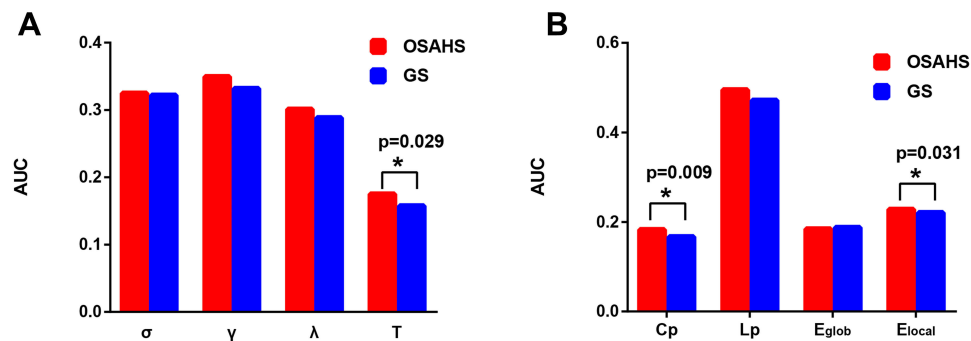 A
AUC
0.4
0.3
0.2
0.1
0.0
OSAHS
GS
p=0.029
*
σ γ λ T
B
AUC
0.6
0.4
0.2
0.0
OSAHS
GS
p=0.009
*
p=0.031
*
Cp Lp Eglob Elocal